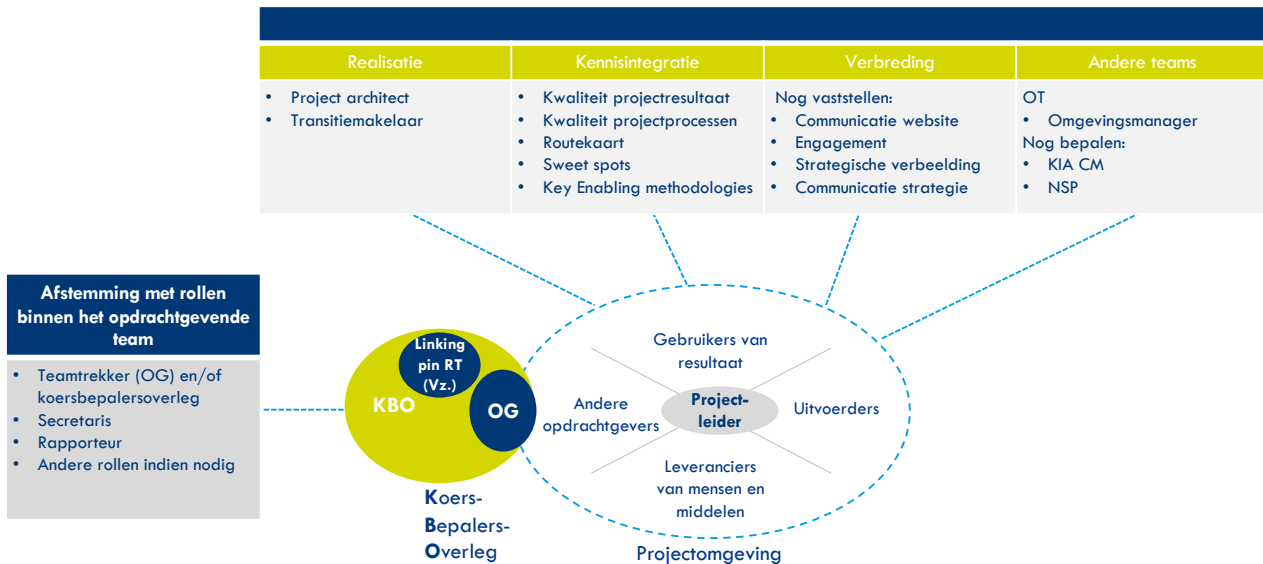 Realisatie
Kennisintegratie
Verbreding
Andere teams
• Project architect
• Transitiemakelaar
• Kwaliteit projectresultaat
• Kwaliteit projectprocessen
• Routekaart
• Sweet spots
• Key Enabling methodologies
Nog vaststellen:
• Communicatie website
• Engagement
• Strategische verbeelding
• Communicatie strategie
OT
• Omgevingsmanager
Nog bepalen:
• KIA CM
• NSP
Afstemming met rollen
binnen het opdrachtgevende
team
• Teamtrekker (OG) en/of
koersbepalersoverleg
• Secretaris
• Rapporteur
• Andere rollen indien nodig
Linking
pin RT
(Vz.)
KBO
OG
Gebruikers van
resultaat
Andere
opdrachtgevers
Project-
leider
Uitvoerders
Leveranciers
van mensen en
middelen
Koers-
Bepalers-
Overleg
Projectomgeving